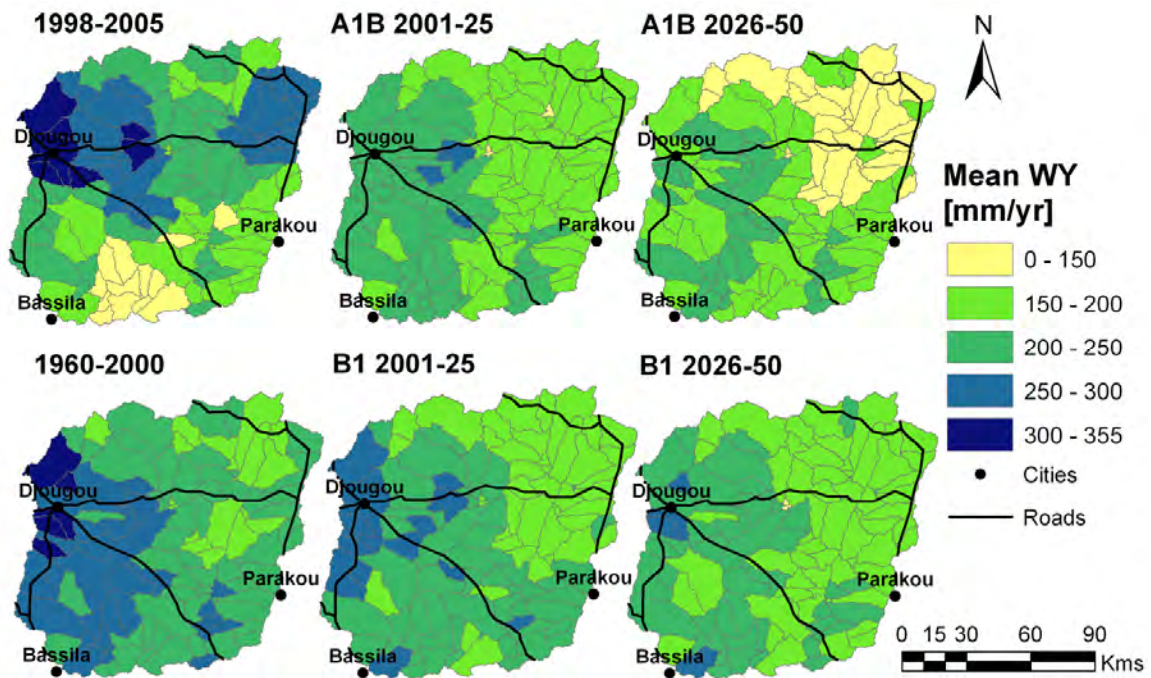 1998-2005
A1B 2001-25
A1B 2026-50
N
Djougou
Djougou
Djougou
Parakou
Parakou
Parakou
Bassila
Bassila
Bassila
1960-2000
B1 2001-25
B1 2026-50
Djougou
Djougou
Djougou
Parakou
Parakou
Parakou
Bassila
Bassila
Bassila
Mean WY
[mm/yr]
0 - 150
150 - 200
200 - 250
250 - 300
300 - 355
Cities
Roads
0 15 30 60 90
Kms